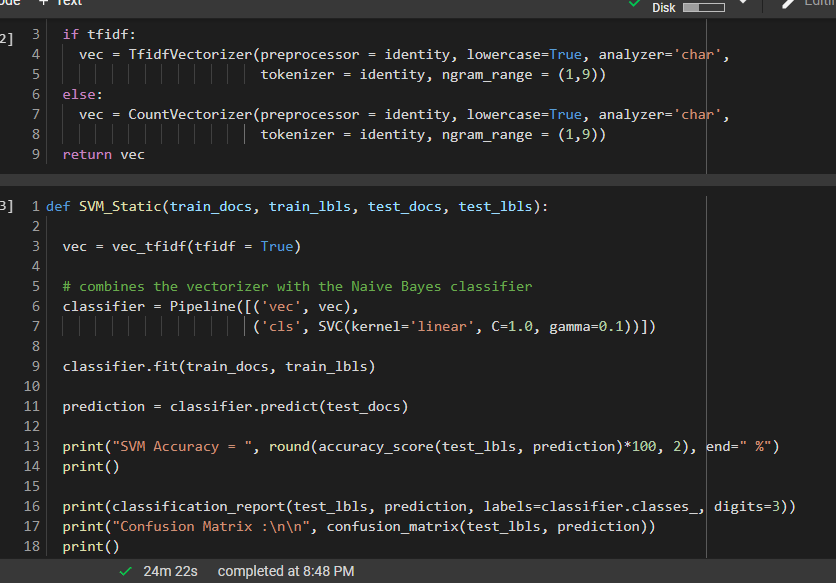 + Text
Disk
2]
3 if tfidf:
4 vec = TfidfVectorizer(preprocessor = identity, lowercase=True, analyzer='char',
5 tokenizer = identity, ngram_range = (1,9))
6 else:
7 vec = CountVectorizer(preprocessor = identity, lowercase=True, analyzer='char',
8 tokenizer = identity, ngram_range = (1,9))
9 return vec
3]
1 def SVM_Static(train_docs, train_lbls, test_docs, test_lbls):
2
3 vec = vec_tfidf(tfidf = True)
4
5 # combines the vectorizer with the Naive Bayes classifier
6 classifier = Pipeline([('vec', vec),
7 ('cls', SVC(kernel='linear', C=1.0, gamma=0.1))])
8
9 classifier.fit(train_docs, train_lbls)
10
11 prediction = classifier.predict(test_docs)
12
13 print("SVM Accuracy = ", round(accuracy_score(test_lbls, prediction)*100, 2), end=" %")
14 print()
15
16 print(classification_report(test_lbls, prediction, labels=classifier.classes_, digits=3))
17 print("Confusion Matrix :\n\n", confusion_matrix(test_lbls, prediction))
18 print()
24m 22s completed at 8:48 PM